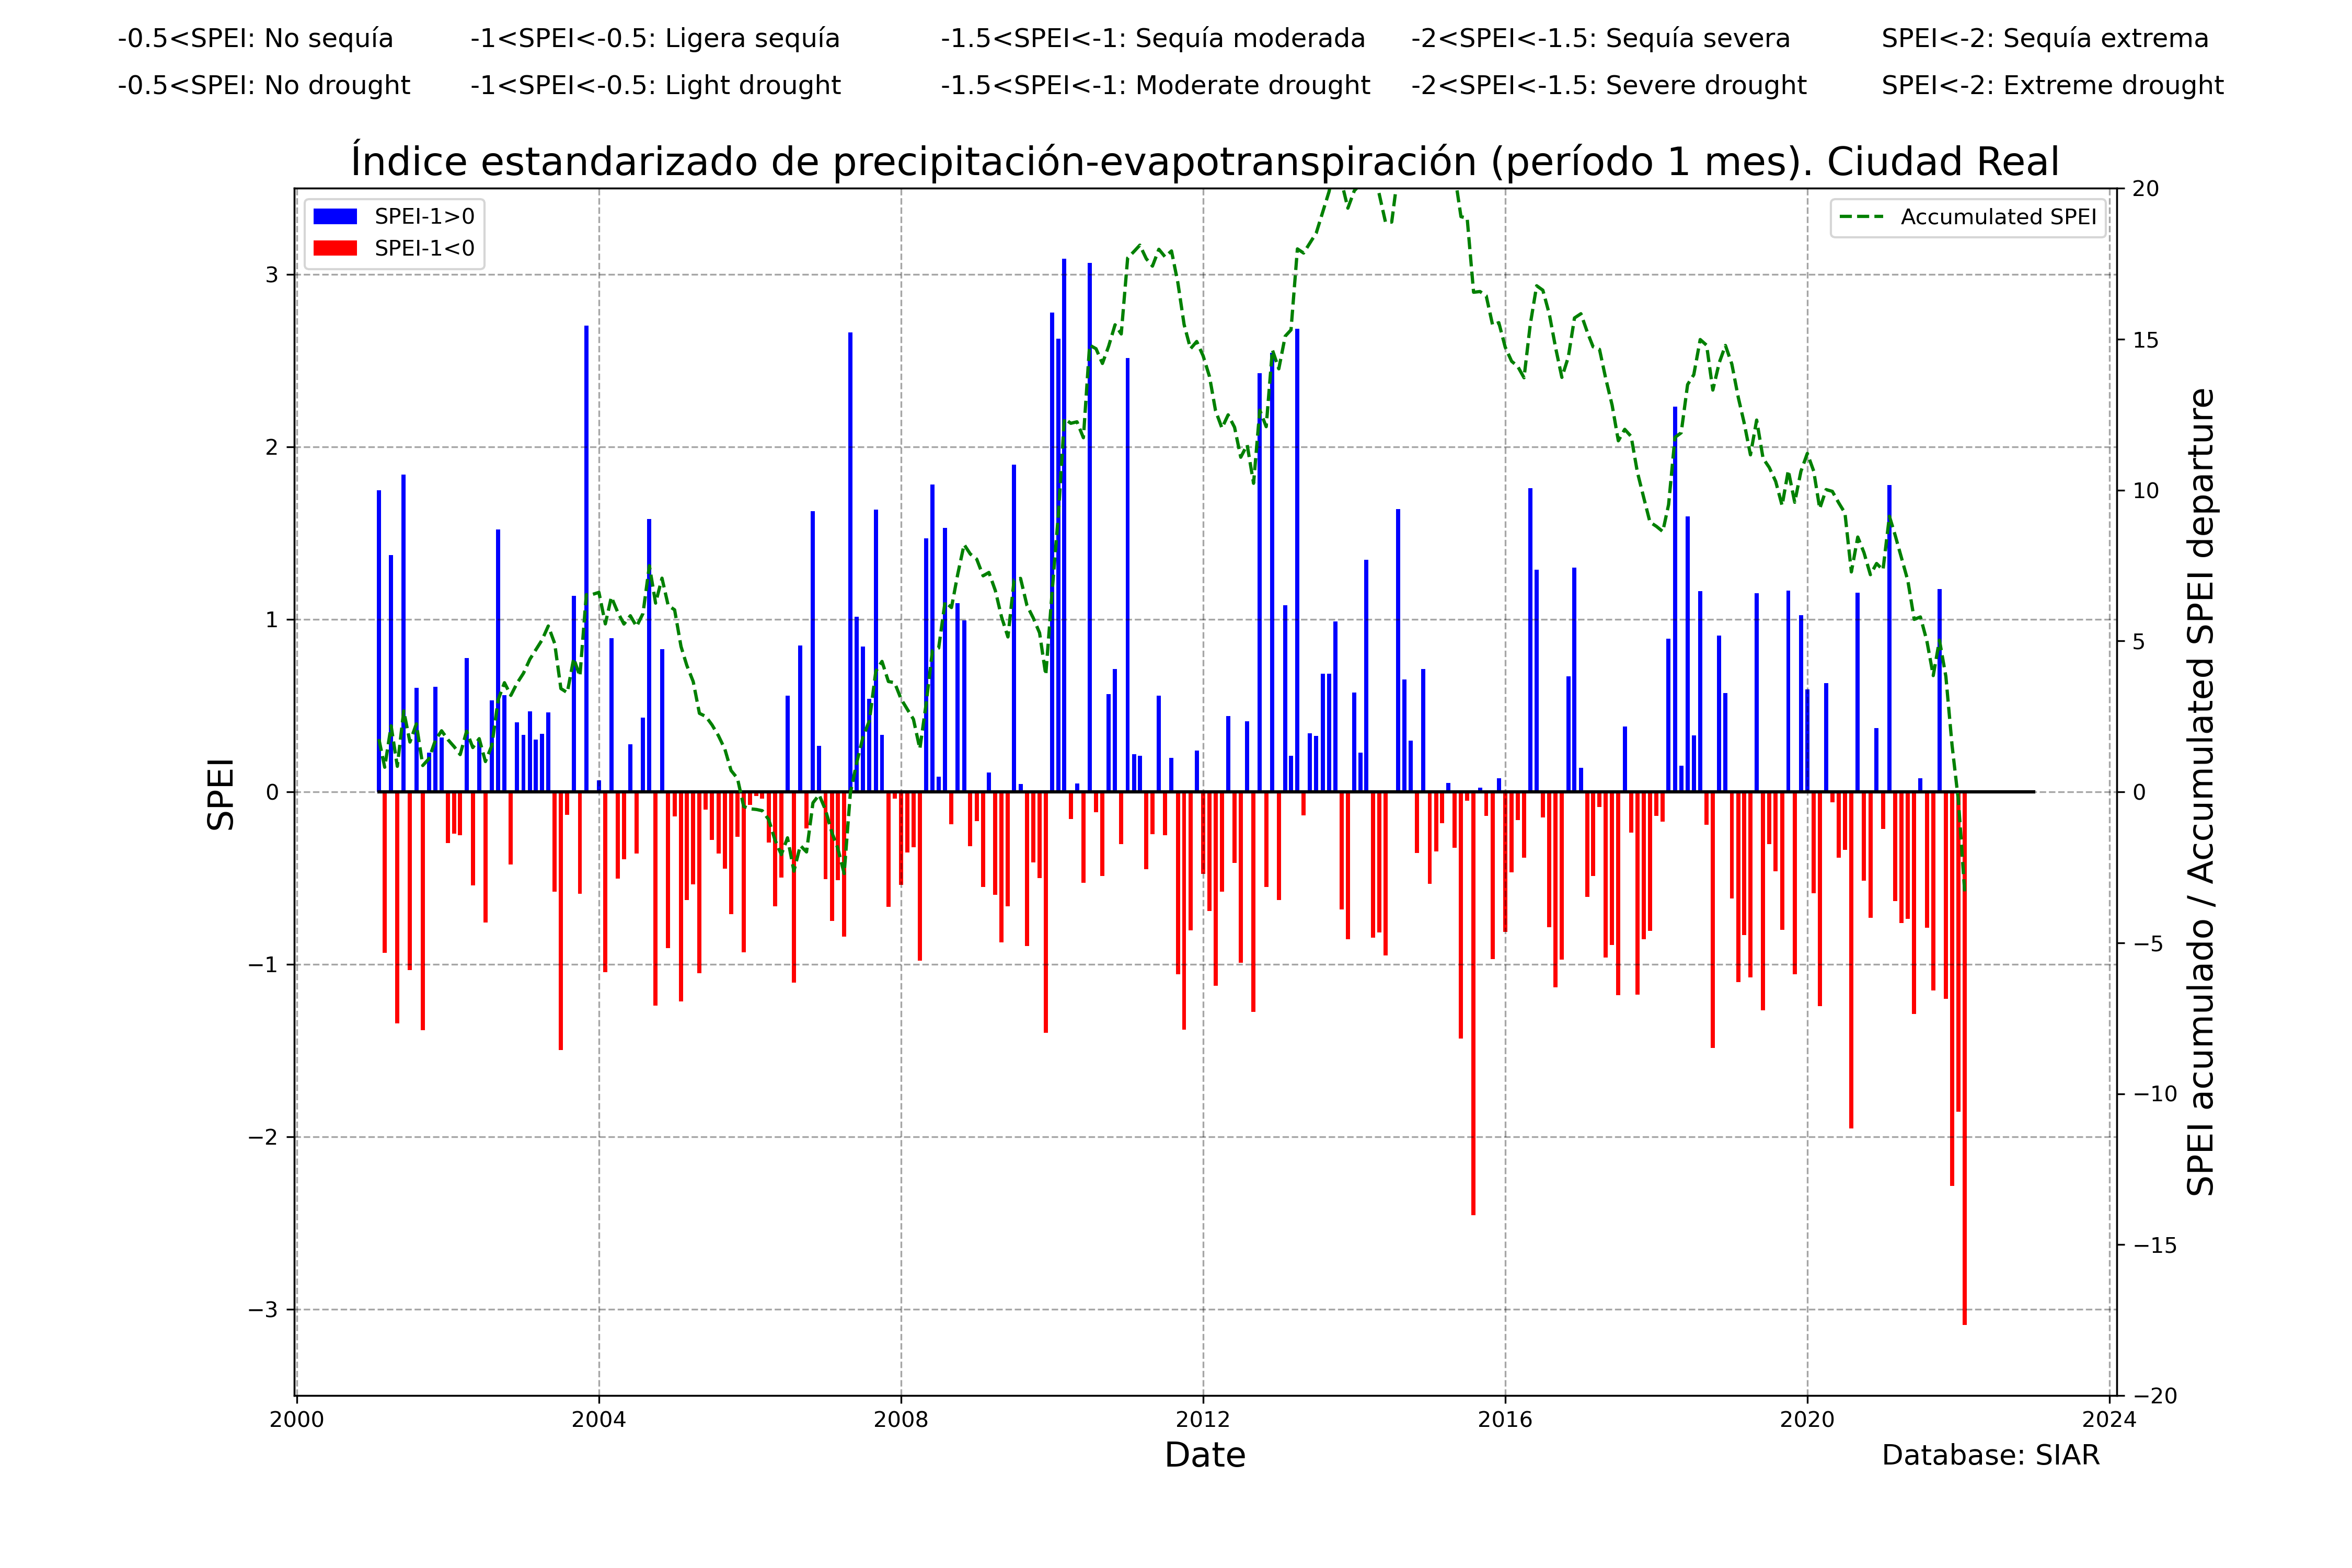 -0.5<SPEI: No sequía -1<SPEI<-0.5: Ligera sequía -1.5<SPEI<-1: Sequía moderada -2<SPEI<-1.5: Sequía severa SPEI<-2: Sequía extrema
-0.5<SPEI: No drought -1<SPEI<-0.5: Light drought -1.5<SPEI<-1: Moderate drought -2<SPEI<-1.5: Severe drought SPEI<-2: Extreme drought
Índice estandarizado de precipitación-evapotranspiración (período 1 mes). Ciudad Real
SPEI-1>0
SPEI-1<0
Accumulated SPEI
SPEI
3
2
1
0
−1
−2
−3
20
15
10
5
0
−5
−10
−15
−20
SPEI acumulado / Accumulated SPEI departure
2000 2004 2008 2012 2016 2020 2024
Date
Database: SIAR